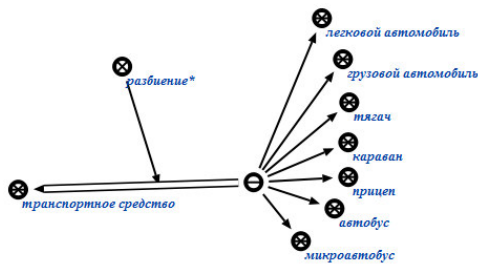 легковой автомобиль
грузовой автомобиль
разбиение*
тягач
караван
прицеп
транспортное средство
автобус
микроавтобус